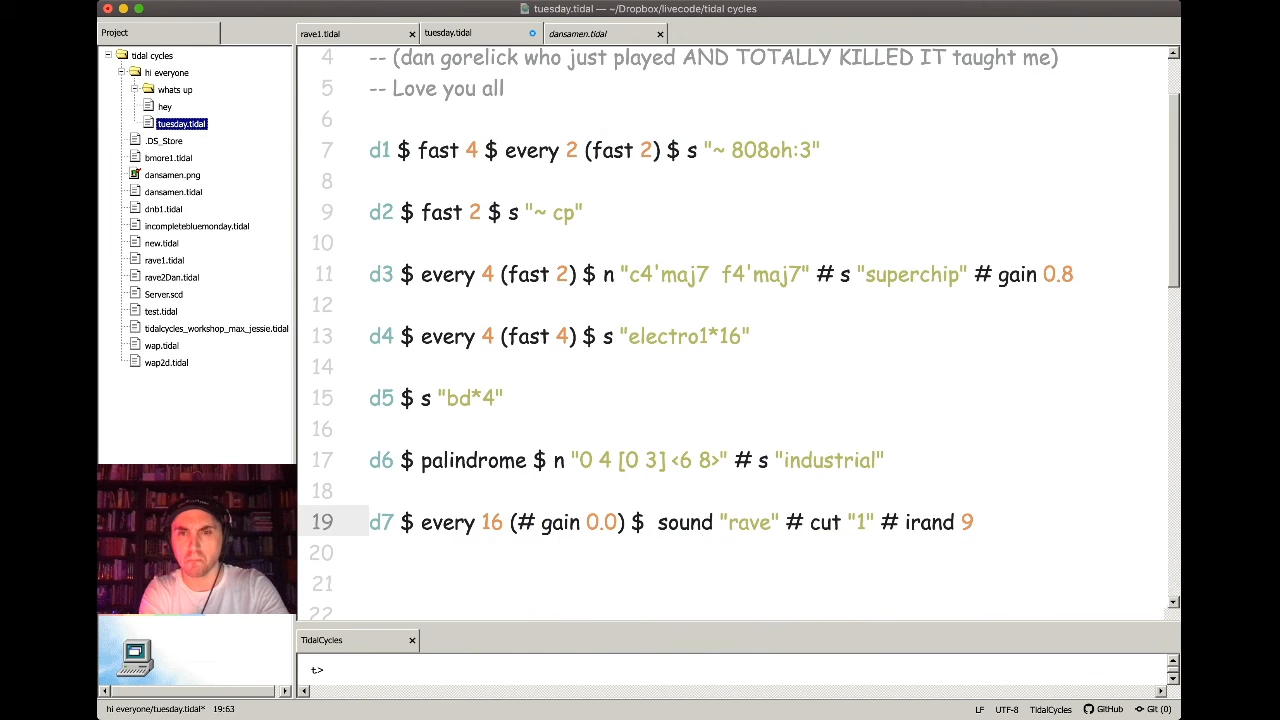 tuesday.tidal — ~/Dropbox/livecode/tidal cycles
Project
rave1.tidal
tuesday.tidal
dansamen.tidal
tidal cycles
hi everyone
whats up
hey
tuesday.tidal
.DS_Store
bmore1.tidal
dansamen.png
dansamen.tidal
dnb1.tidal
incompletebluemonday.tidal
new.tidal
rave1.tidal
rave2Dan.tidal
Server.scd
test.tidal
tidalcycles_workshop_max_jessie.tidal
wap.tidal
wap2d.tidal
4 -- (dan gorelick who just played AND TOTALLY KILLED IT taught me)
5 -- Love you all
6
7 d1 $ fast 4 $ every 2 (fast 2) $ s "~ 808oh:3"
8
9 d2 $ fast 2 $ s "~ cp"
10
11 d3 $ every 4 (fast 2) $ n "c4'maj7  f4'maj7" # s "superchip" # gain 0.8
12
13 d4 $ every 4 (fast 4) $ s "electro1*16"
14
15 d5 $ s "bd*4"
16
17 d6 $ palindrome $ n "0 4 [0 3] <6 8>" # s "industrial"
18
19 d7 $ every 16 (# gain 0.0) $  sound "rave" # cut "1" # irand 9
20
21
22
TidalCycles
t>
hi everyone/tuesday.tidal* 19:63
LF UTF-8 TidalCycles GitHub Git (0)